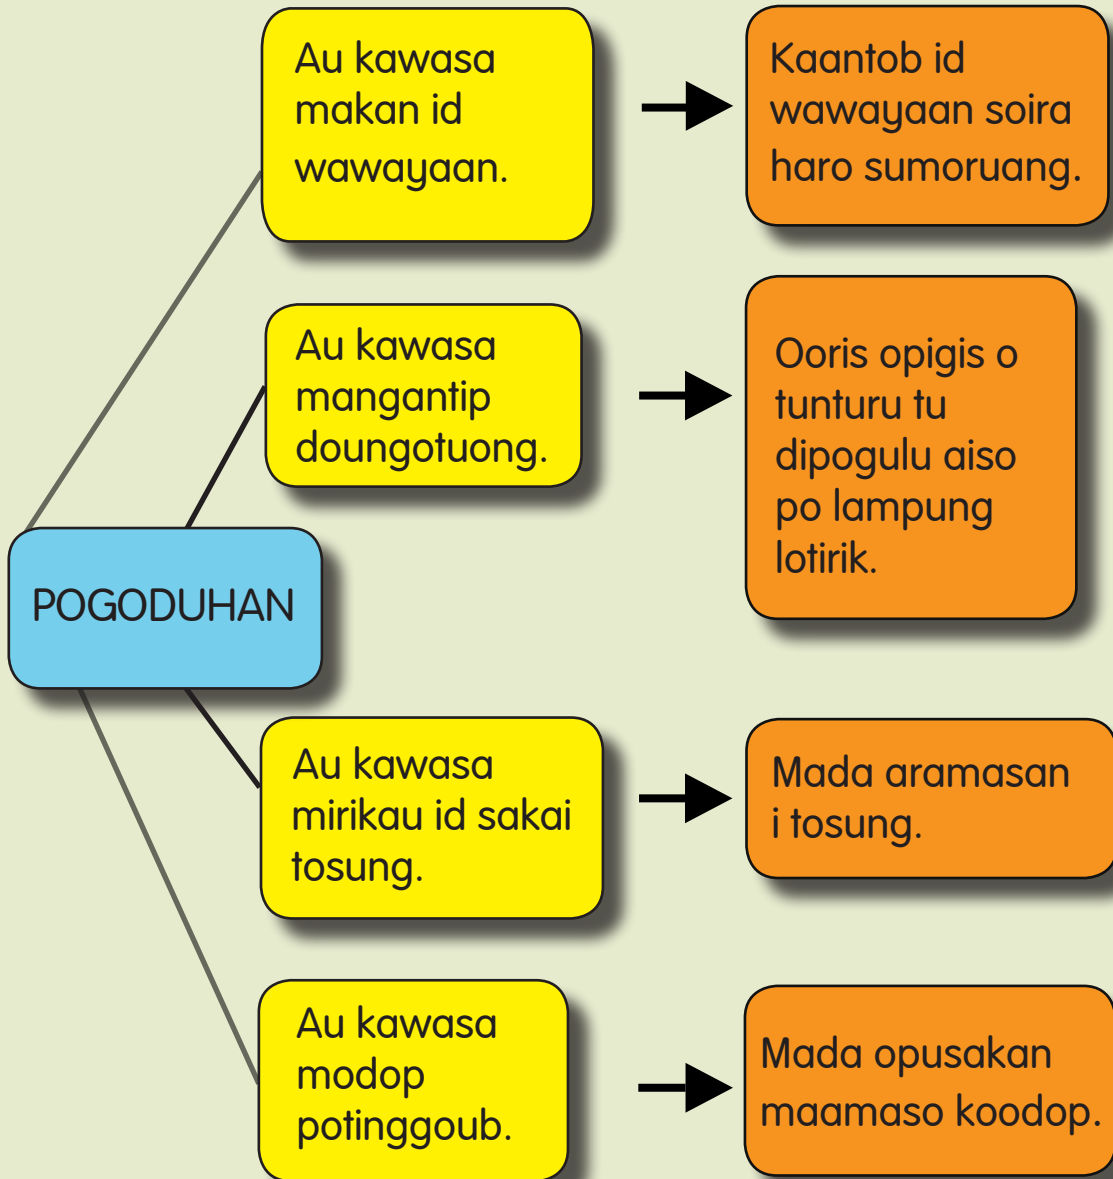 Au kawasa
makan id
wawayaan.
Kaantob id
wawayaan soira
haro sumoruang.
Au kawasa
mangantip
doungotuong.
Ooris opigis o
tunturu tu
dipogulu aiso
po lampung
lotirik.
POGODUHAN
Au kawasa
mirikau id sakai
tosung.
Mada aramasan
i tosung.
Au kawasa
modop
potinggoub.
Mada opusakan
maamaso koodop.